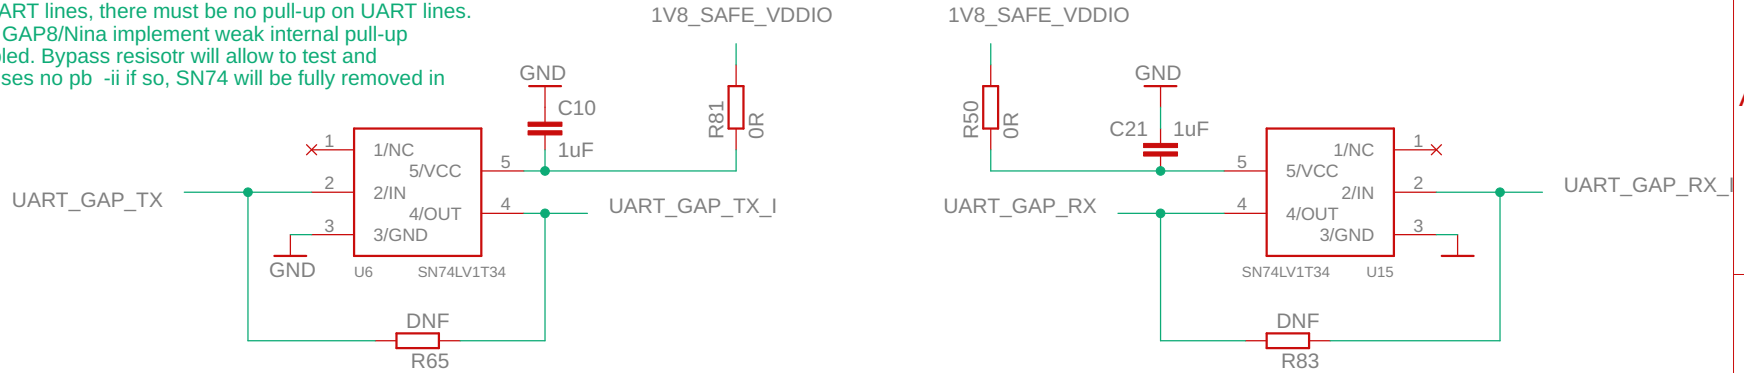 ART lines, there must be no pull-up on UART lines.
GAP8/Nina implement weak internal pull-up
led. Bypass resisotr will allow to test and
ses no pb -ii if so, SN74 will be fully removed in
1V8_SAFE_VDDIO
1V8_SAFE_VDDIO
GND
C10
1uF
R81
0R
1
1/NC
5/VCC
5
UART_GAP_TX
2
2/IN
4/OUT
4
UART_GAP_TX_I
3
3/GND
GND
U6
SN74LV1T34
DNF
R65
R50
0R
GND
C21
1uF
1/NC
1
5
5/VCC
2/IN
2
UART_GAP_RX_I
UART_GAP_RX
4
4/OUT
3/GND
3
SN74LV1T34
U15
DNF
R83